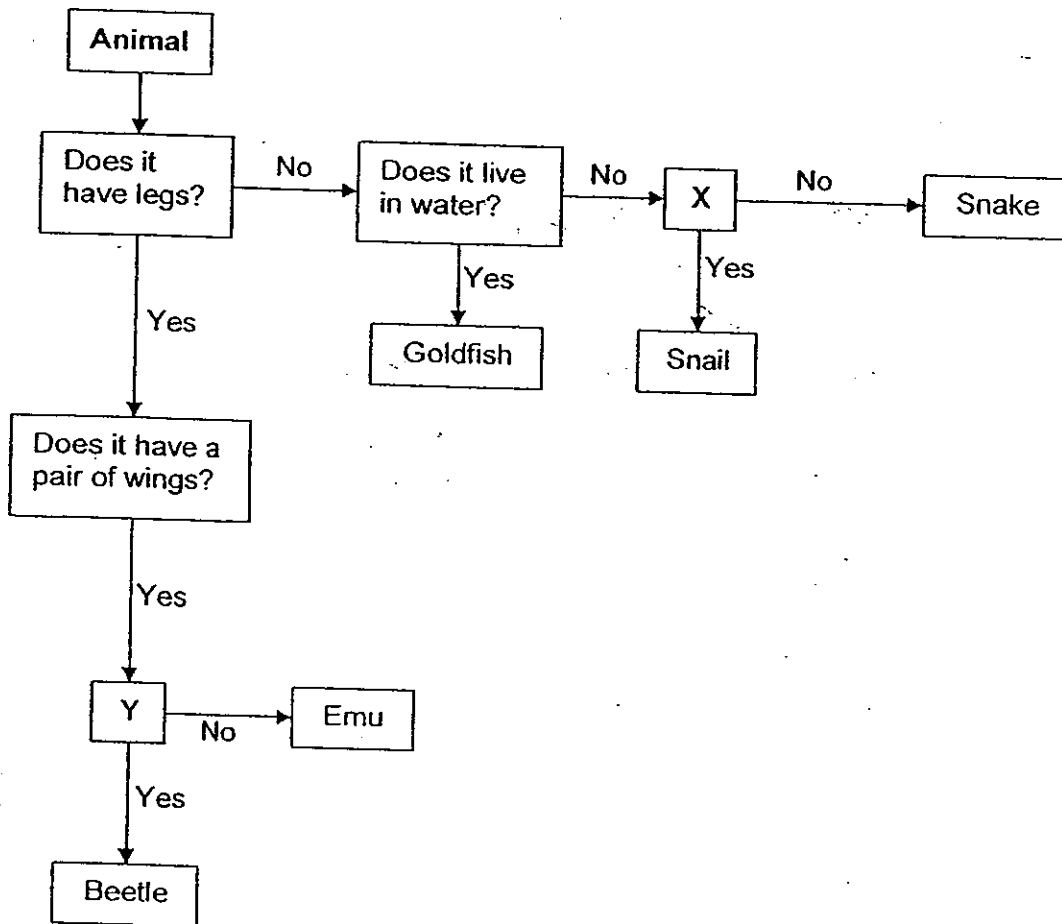 Animal
Does it
have legs?
No
Does it live
in water?
No
X
No
Snake
Yes
Yes
Yes
Goldfish
Snail
Does it have a
pair of wings?
Yes
Y
No
Emu
Yes
Beetle